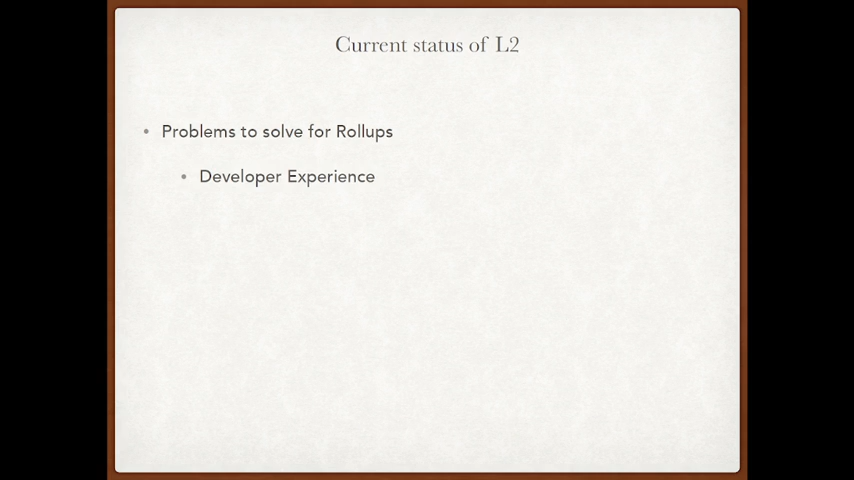 Current status of L2
• Problems to solve for Rollups
• Developer Experience